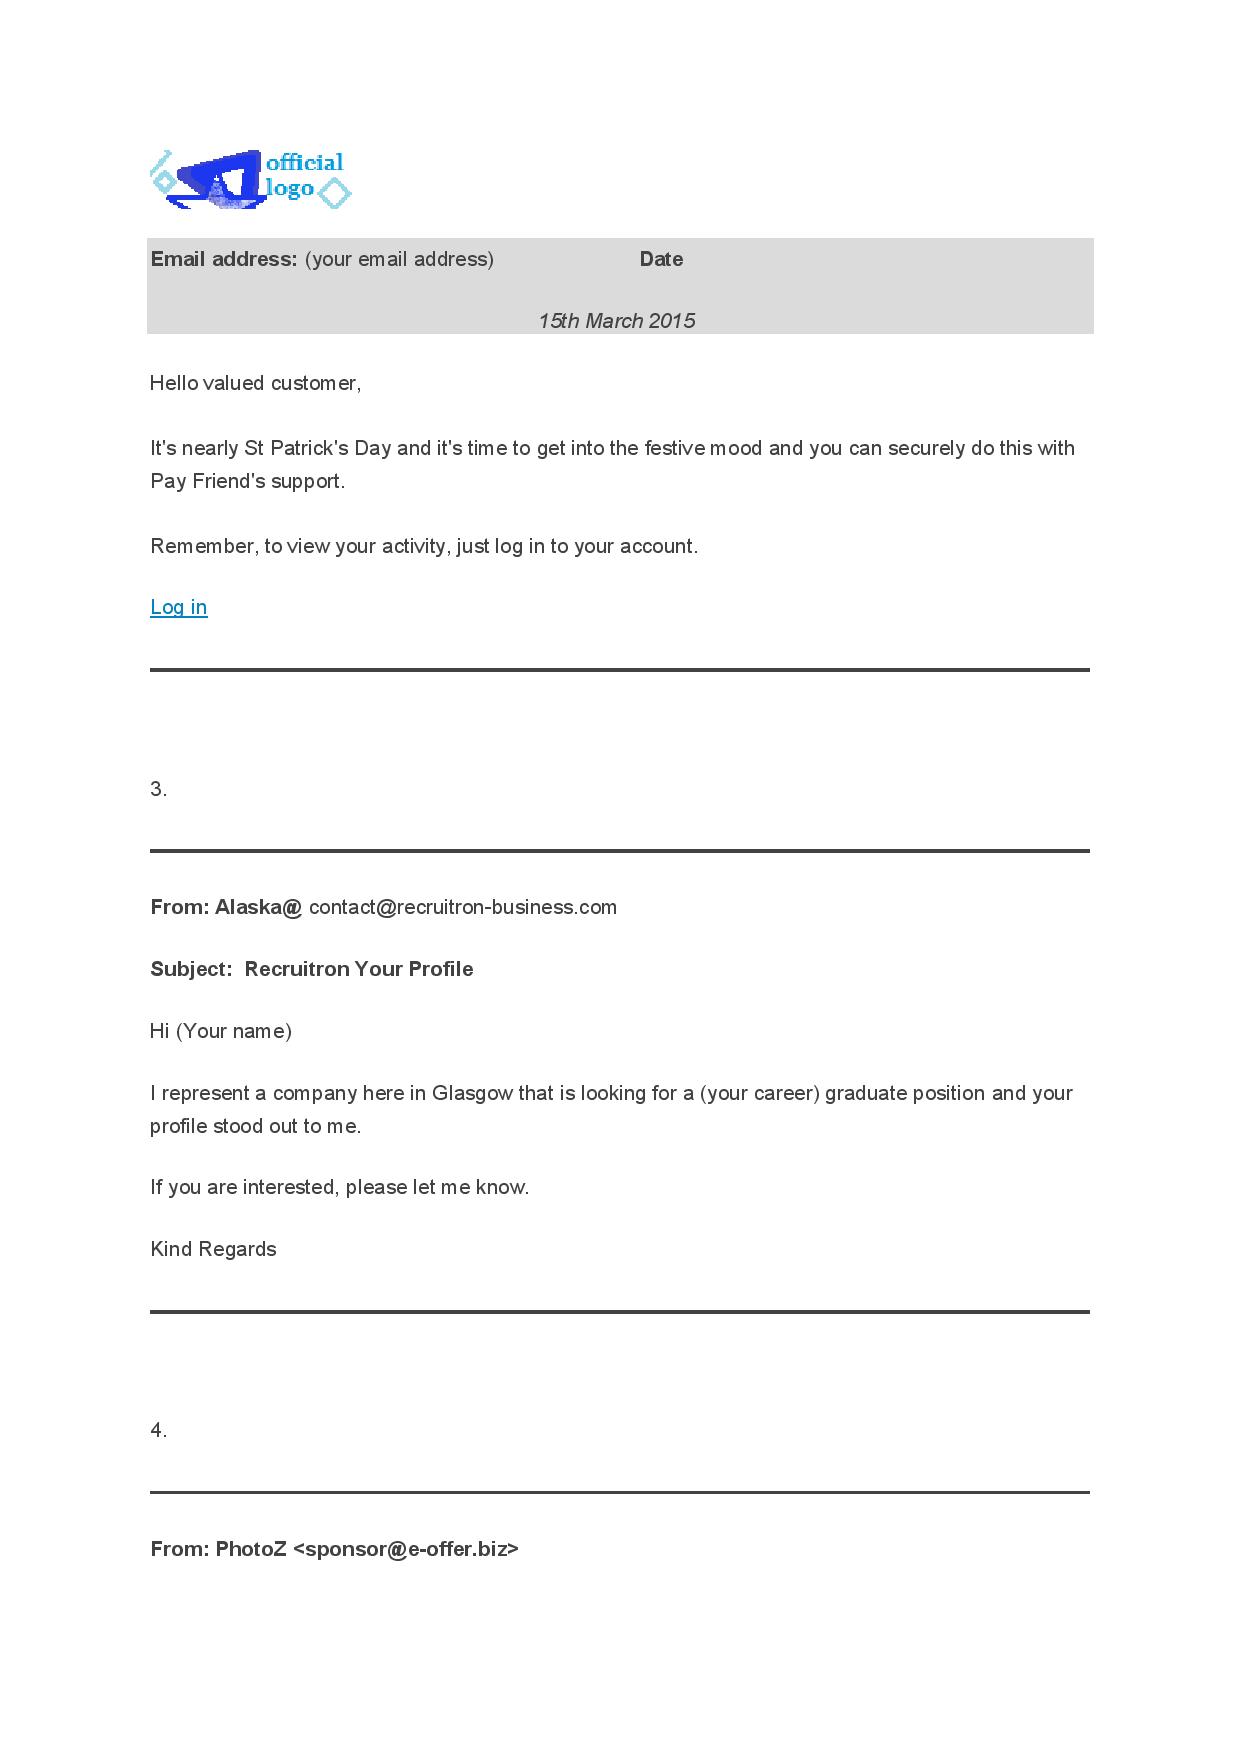 official
logo
Email address: (your email address) Date
15th March 2015
Hello valued customer,
It's nearly St Patrick's Day and it's time to get into the festive mood and you can securely do this with
Pay Friend's support.
Remember, to view your activity, just log in to your account.
Log in
3.
From: Alaska@ contact@recruitron-business.com
Subject:  Recruitron Your Profile
Hi (Your name)
I represent a company here in Glasgow that is looking for a (your career) graduate position and your
profile stood out to me.
If you are interested, please let me know.
Kind Regards
4.
From: PhotoZ <sponsor@e-offer.biz>